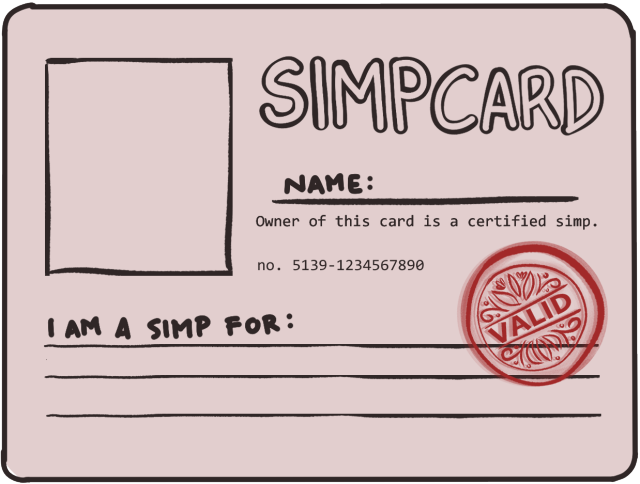 SIMPCARD
NAME:
Owner of this card is a certified simp.
no. 5139-1234567890
VALID
I AM A SIMP FOR: